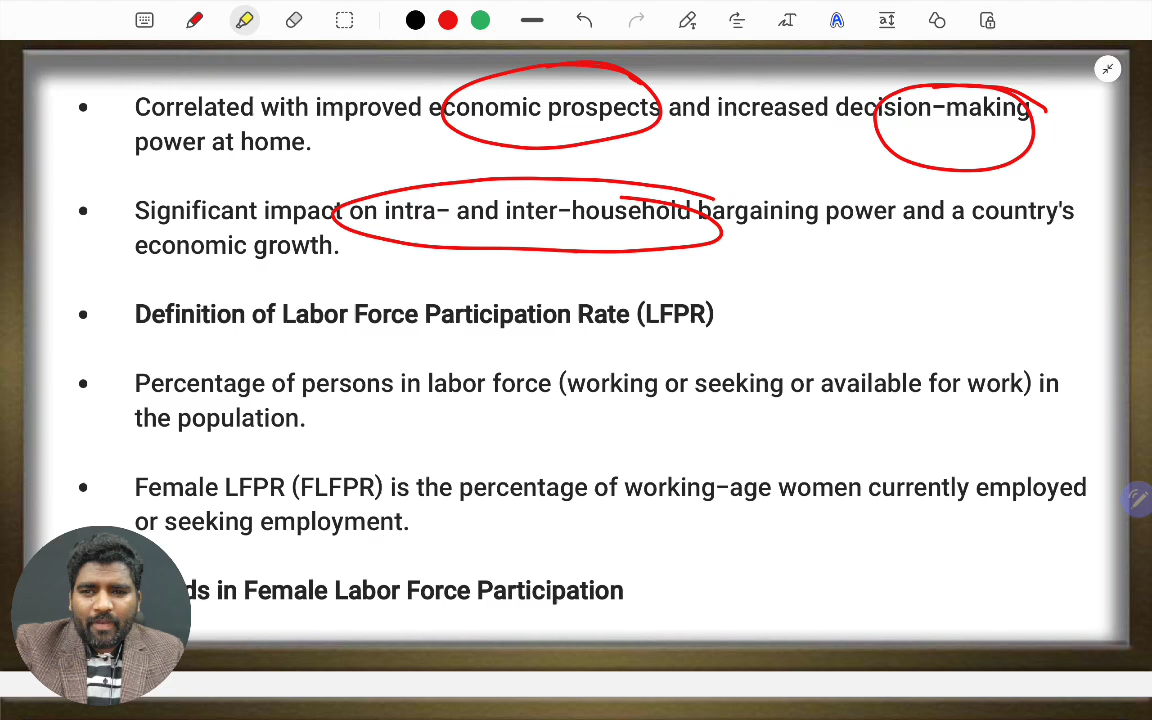 • Correlated with improved economic prospects and increased decision-making
power at home.
• Significant impact on intra- and inter-household bargaining power and a country's
economic growth.
• Definition of Labor Force Participation Rate (LFPR)
• Percentage of persons in labor force (working or seeking or available for work) in
the population.
• Female LFPR (FLFPR) is the percentage of working-age women currently employed
or seeking employment.
ds in Female Labor Force Participation